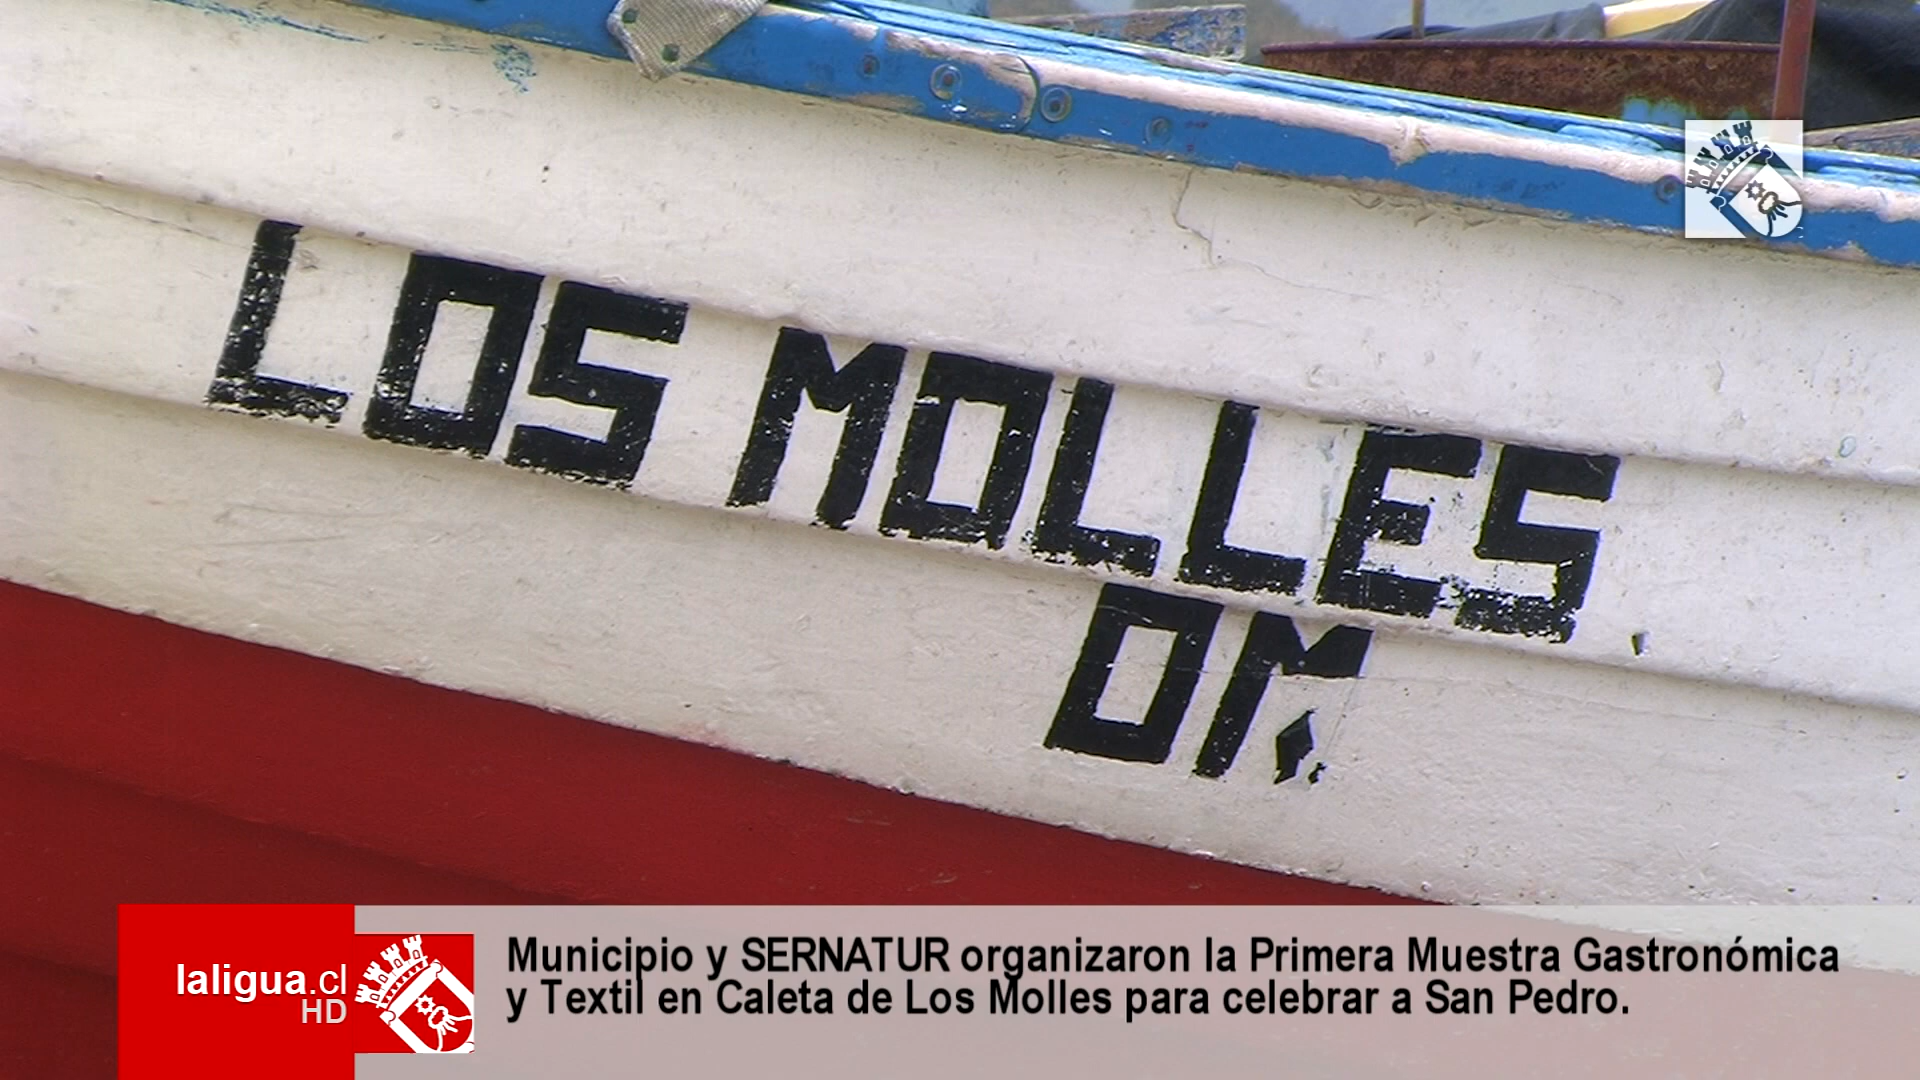 LOS MOLLES
OM.
laligua.cl
HD
Municipio y SERNATUR organizaron la Primera Muestra Gastronómica
y Textil en Caleta de Los Molles para celebrar a San Pedro.